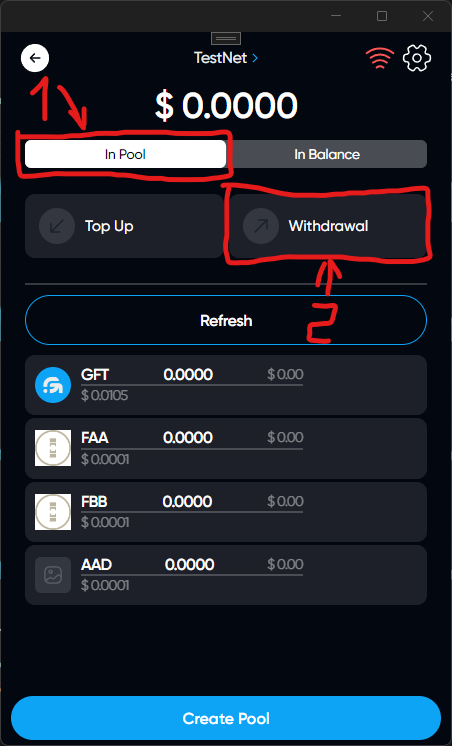 TestNet >
1
$ 0.0000
In Pool
In Balance
Top Up
Withdrawal
2
Refresh
GFT 0.0000 $ 0.00
$ 0.0105
FAA 0.0000 $ 0.00
$ 0.0001
FBB 0.0000 $ 0.00
$ 0.0001
AAD 0.0000 $ 0.00
$ 0.0001
Create Pool